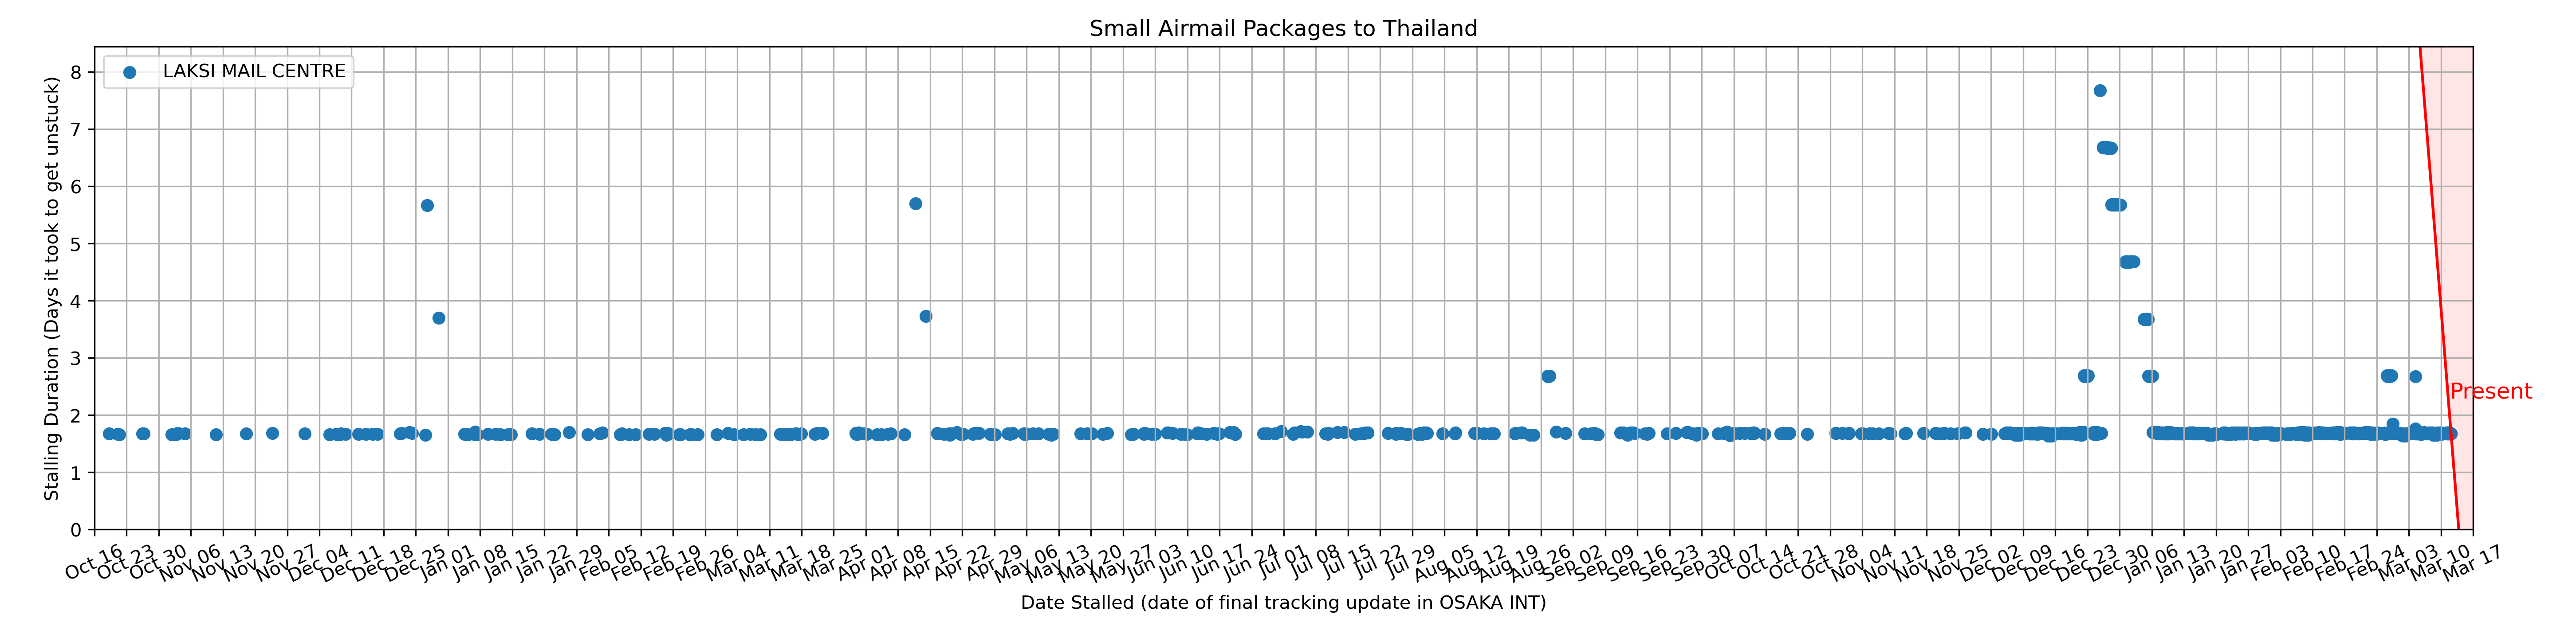 Small Airmail Packages to Thailand
LAKSI MAIL CENTRE
8
7
6
5
4
3
2
1
0
Stalling Duration (Days it took to get unstuck)
Present
Oct 16
Oct 23
Oct 30
Nov 06
Nov 13
Nov 20
Nov 27
Dec 04
Dec 11
Dec 18
Dec 25
Jan 01
Jan 08
Jan 15
Jan 22
Jan 29
Feb 05
Feb 12
Feb 19
Feb 26
Mar 04
Mar 11
Mar 18
Mar 25
Apr 01
Apr 08
Apr 15
Apr 22
Apr 29
May 06
May 13
May 20
May 27
Jun 03
Jun 10
Jun 17
Jun 24
Jul 01
Jul 08
Jul 15
Jul 22
Jul 29
Aug 05
Aug 12
Aug 19
Aug 26
Sep 02
Sep 09
Sep 16
Sep 23
Sep 30
Oct 07
Oct 14
Oct 21
Oct 28
Nov 04
Nov 11
Nov 18
Nov 25
Dec 02
Dec 09
Dec 16
Dec 23
Dec 30
Jan 06
Jan 13
Jan 20
Jan 27
Feb 03
Feb 10
Feb 17
Feb 24
Mar 03
Mar 10
Mar 17
Date Stalled (date of final tracking update in OSAKA INT)